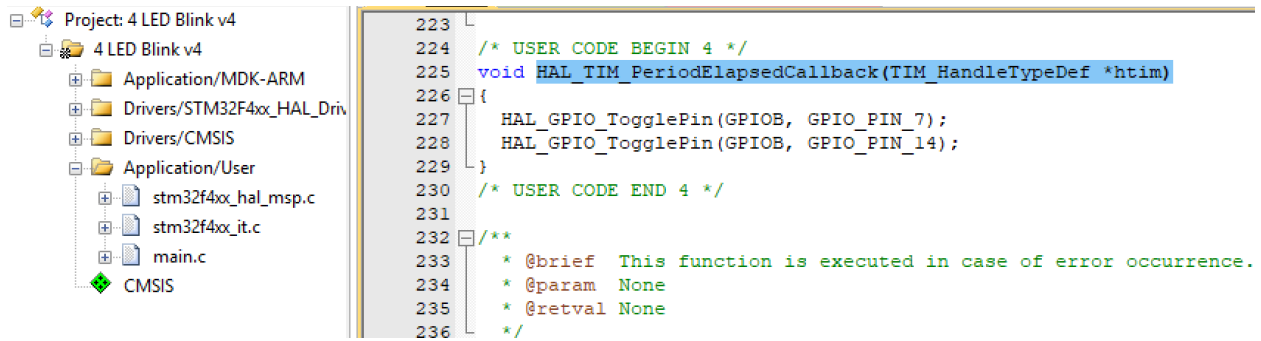 Project: 4 LED Blink v4
4 LED Blink v4
Application/MDK-ARM
Drivers/STM32F4xx_HAL_Driv
Drivers/CMSIS
Application/User
stm32f4xx_hal_msp.c
stm32f4xx_it.c
main.c
CMSIS
223
224 /* USER CODE BEGIN 4 */
225 void HAL_TIM_PeriodElapsedCallback(TIM_HandleTypeDef *htim)
226 {
227 HAL_GPIO_TogglePin(GPIOB, GPIO_PIN_7);
228 HAL_GPIO_TogglePin(GPIOB, GPIO_PIN_14);
229 }
230 /* USER CODE END 4 */
231
232 /**
233 * @brief This function is executed in case of error occurrence.
234 * @param None
235 * @retval None
236 */